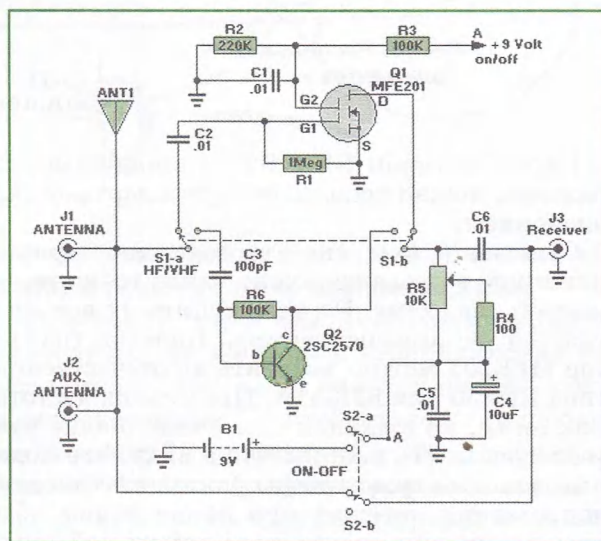 R2
220K
R3
100K
A
+ 9 Volt
on/off
C1
.01
Q1
MFE201
ANT1
G2
D
G1
S
C2
.01
1Meg
R1
J1
ANTENNA
S1-a
HF/VHF
C3
100pF
S1-b
C6
.01
J3
Receiver
R5
10K
R4
100
R6
100K
Q2
2SC2570
c
b
e
J2
AUX.
ANTENNA
C5
.01
C4
10uF
+
S2-a
A
B1
- +
9V
ON-OFF
S2-b